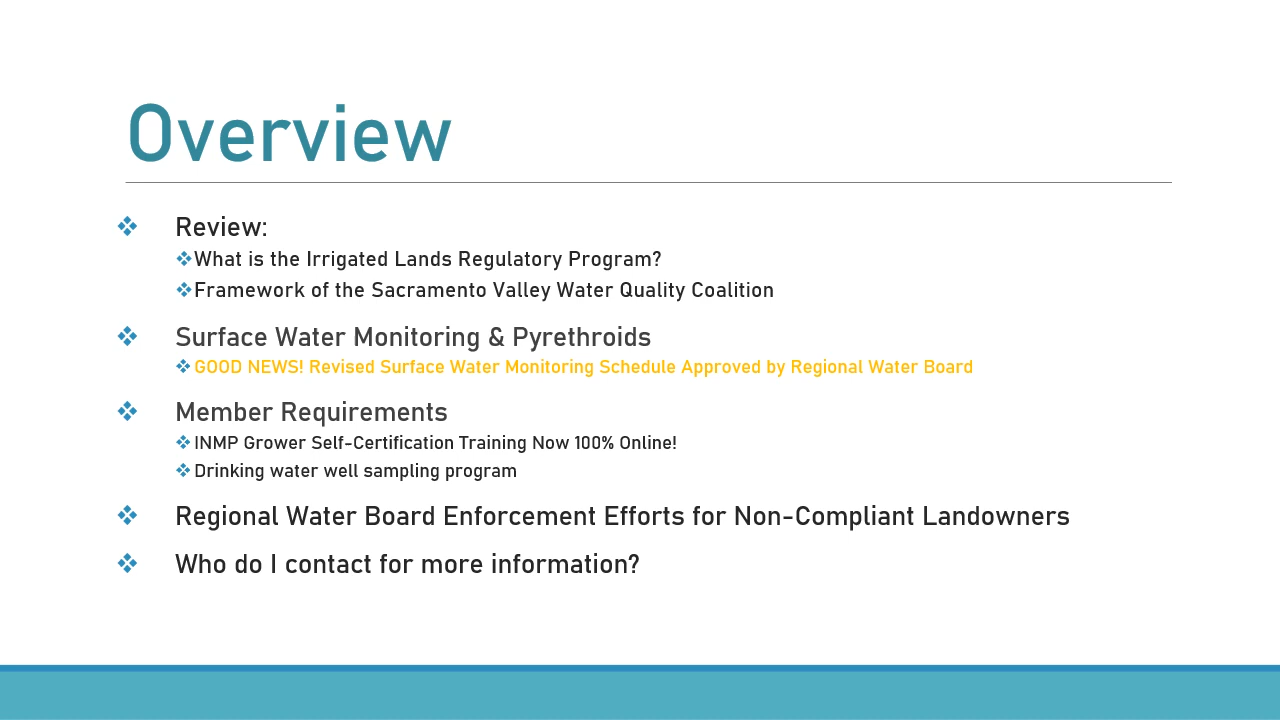 Overview
Review:
What is the Irrigated Lands Regulatory Program?
Framework of the Sacramento Valley Water Quality Coalition
Surface Water Monitoring & Pyrethroids
GOOD NEWS! Revised Surface Water Monitoring Schedule Approved by Regional Water Board
Member Requirements
INMP Grower Self-Certification Training Now 100% Online!
Drinking water well sampling program
Regional Water Board Enforcement Efforts for Non-Compliant Landowners
Who do I contact for more information?